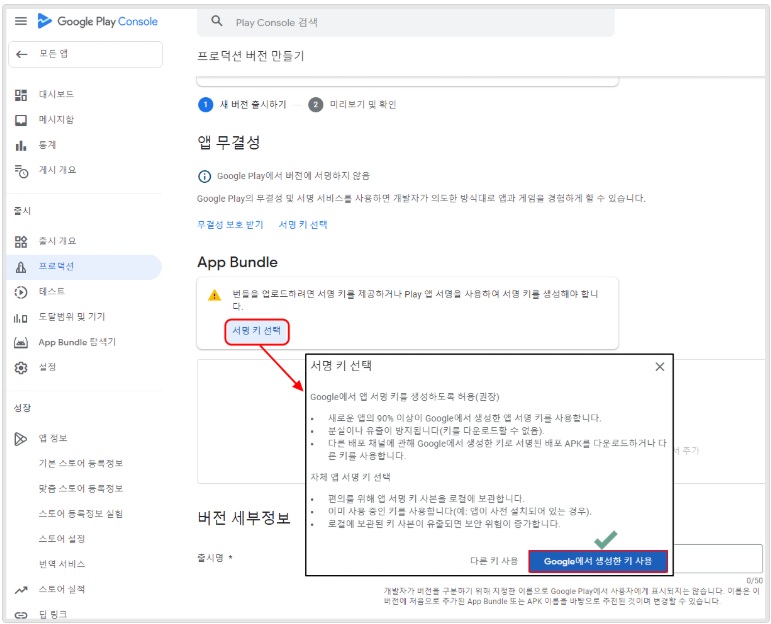 Google Play Console
Play Console 검색
모든 앱
프로덕션 버전 만들기
대시보드
메시지함
통계
게시 개요
출시
출시 개요
프로덕션
테스트
도달범위 및 기기
App Bundle 탐색기
설정
성장
앱 정보
기본 스토어 등록정보
맞춤 스토어 등록정보
스토어 등록정보 실험
스토어 설정
번역 서비스
스토어 실적
딥 링크
1 새 버전 출시하기
2 미리보기 및 확인
앱 무결성
Google Play에서 버전에 서명하지 않음
Google Play의 무결성 및 서명 서비스를 사용하면 개발자가 의도한 방식대로 앱과 게임을 경험하게 할 수 있습니다.
무결성 보호 받기 서명 키 선택
App Bundle
번들을 업로드하려면 서명 키를 제공하거나 Play 앱 서명을 사용하여 서명 키를 생성해야 합니
다.
서명 키 선택
서명 키 선택
Google에서 앱 서명 키를 생성하도록 허용(권장)
• 새로운 앱의 90% 이상이 Google에서 생성한 앱 서명 키를 사용합니다.
• 분실이나 유출이 방지됩니다(키를 다운로드할 수 없음).
• 다른 배포 채널에 관해 Google에서 생성한 키로 서명된 배포 APK를 다운로드하거나 다
른 키를 사용합니다.
자체 앱 서명 키 선택
• 편의를 위해 앱 서명 키 사본을 로컬에 보관합니다.
• 이미 사용 중인 키를 사용합니다(예: 앱이 사전 설치되어 있는 경우).
• 로컬에 보관된 키 사본이 유출되면 보안 위험이 증가합니다.
다른 키 사용 Google에서 생성한 키 사용
서 추가
버전 세부정보
출시명 *
0/50
개발자가 버전을 구분하기 위해 지정한 이름으로 Google Play에서 사용자에게 표시되지는 않습니다. 이름은 이
버전에 처음으로 추가된 App Bundle 또는 APK 이름을 바탕으로 추천된 것이며 변경할 수 있습니다.